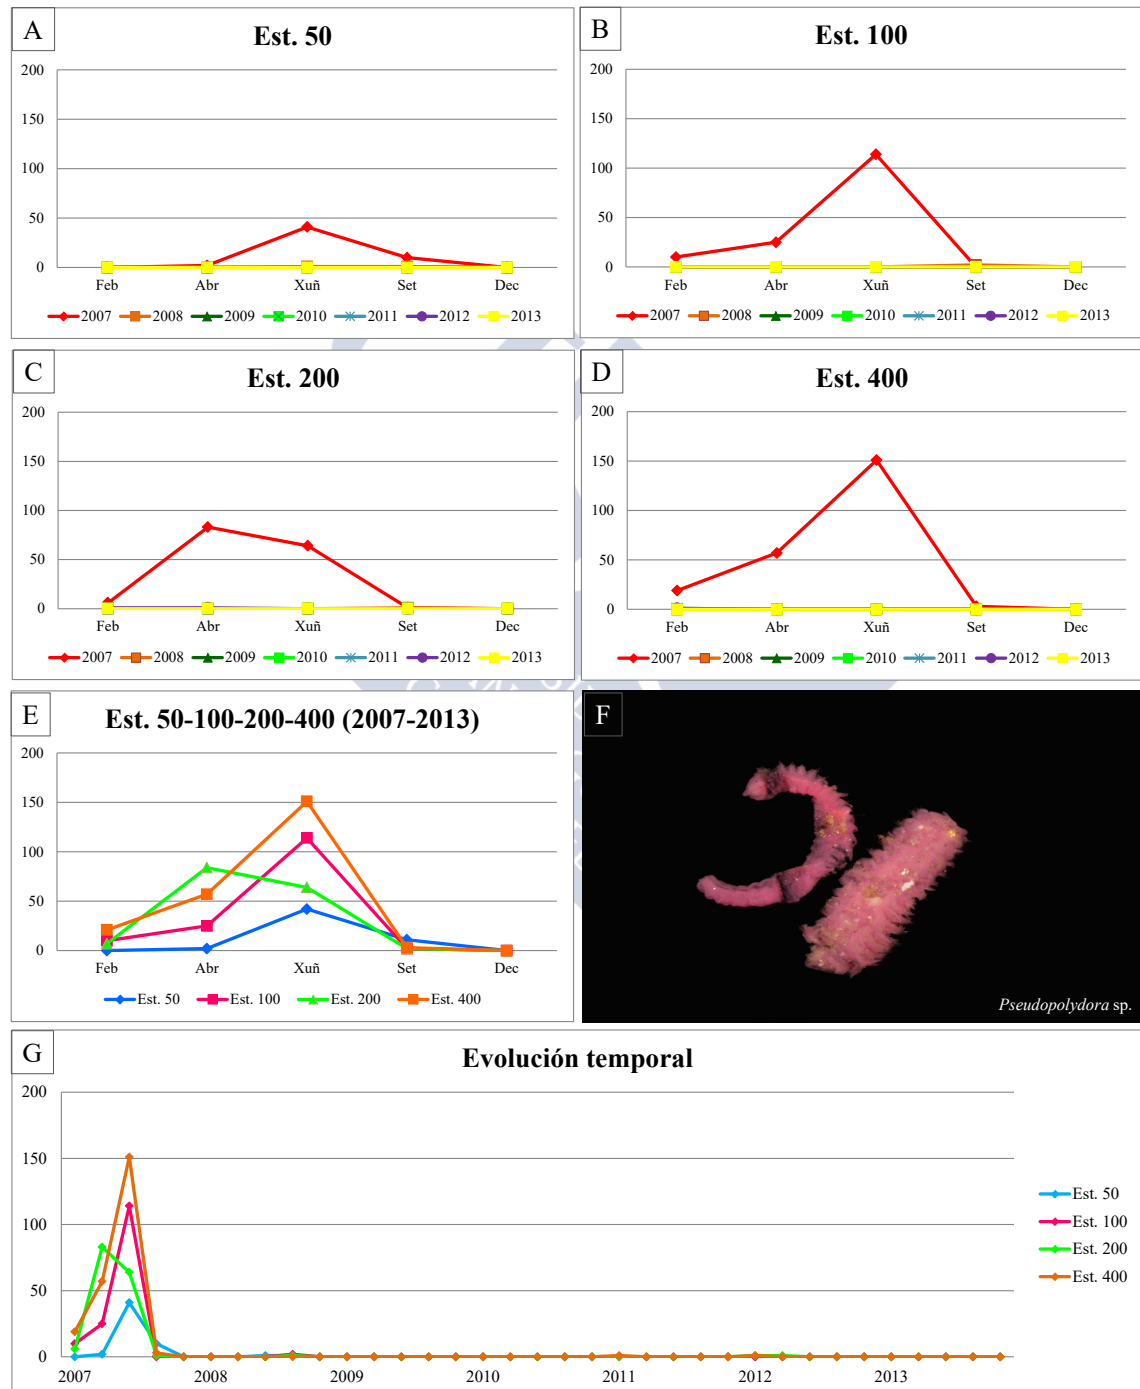 A
Est. 50
200
150
100
50
0
Feb Abr Xuñ Set Dec
2007 2008 2009 2010 2011 2012 2013
B
Est. 100
200
150
100
50
0
Feb Abr Xuñ Set Dec
2007 2008 2009 2010 2011 2012 2013
C
Est. 200
200
150
100
50
0
Feb Abr Xuñ Set Dec
2007 2008 2009 2010 2011 2012 2013
D
Est. 400
200
150
100
50
0
Feb Abr Xuñ Set Dec
2007 2008 2009 2010 2011 2012 2013
E
Est. 50-100-200-400 (2007-2013)
200
150
100
50
0
Feb Abr Xuñ Set Dec
Est. 50 Est. 100 Est. 200 Est. 400
F
Pseudopolydora sp.
G
Evolución temporal
200
150
100
50
0
2007 2008 2009 2010 2011 2012 2013
Est. 50
Est. 100
Est. 200
Est. 400